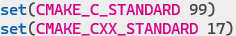 set(CMAKE_C_STANDARD 99)
set(CMAKE_CXX_STANDARD 17)